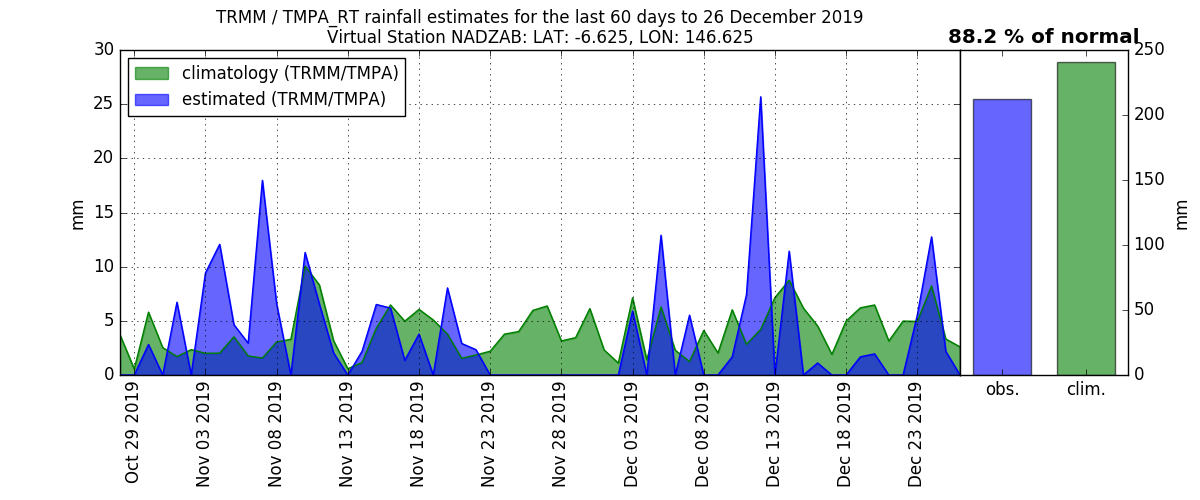 TRMM / TMPA_RT rainfall estimates for the last 60 days to 26 December 2019
Virtual Station NADZAB: LAT: -6.625, LON: 146.625
88.2 % of normal
climatology (TRMM/TMPA)
estimated (TRMM/TMPA)
mm
30
25
20
15
10
5
0
Oct 29 2019
Nov 03 2019
Nov 08 2019
Nov 13 2019
Nov 18 2019
Nov 23 2019
Nov 28 2019
Dec 03 2019
Dec 08 2019
Dec 13 2019
Dec 18 2019
Dec 23 2019
obs.
clim.
250
200
150
100
50
0
mm